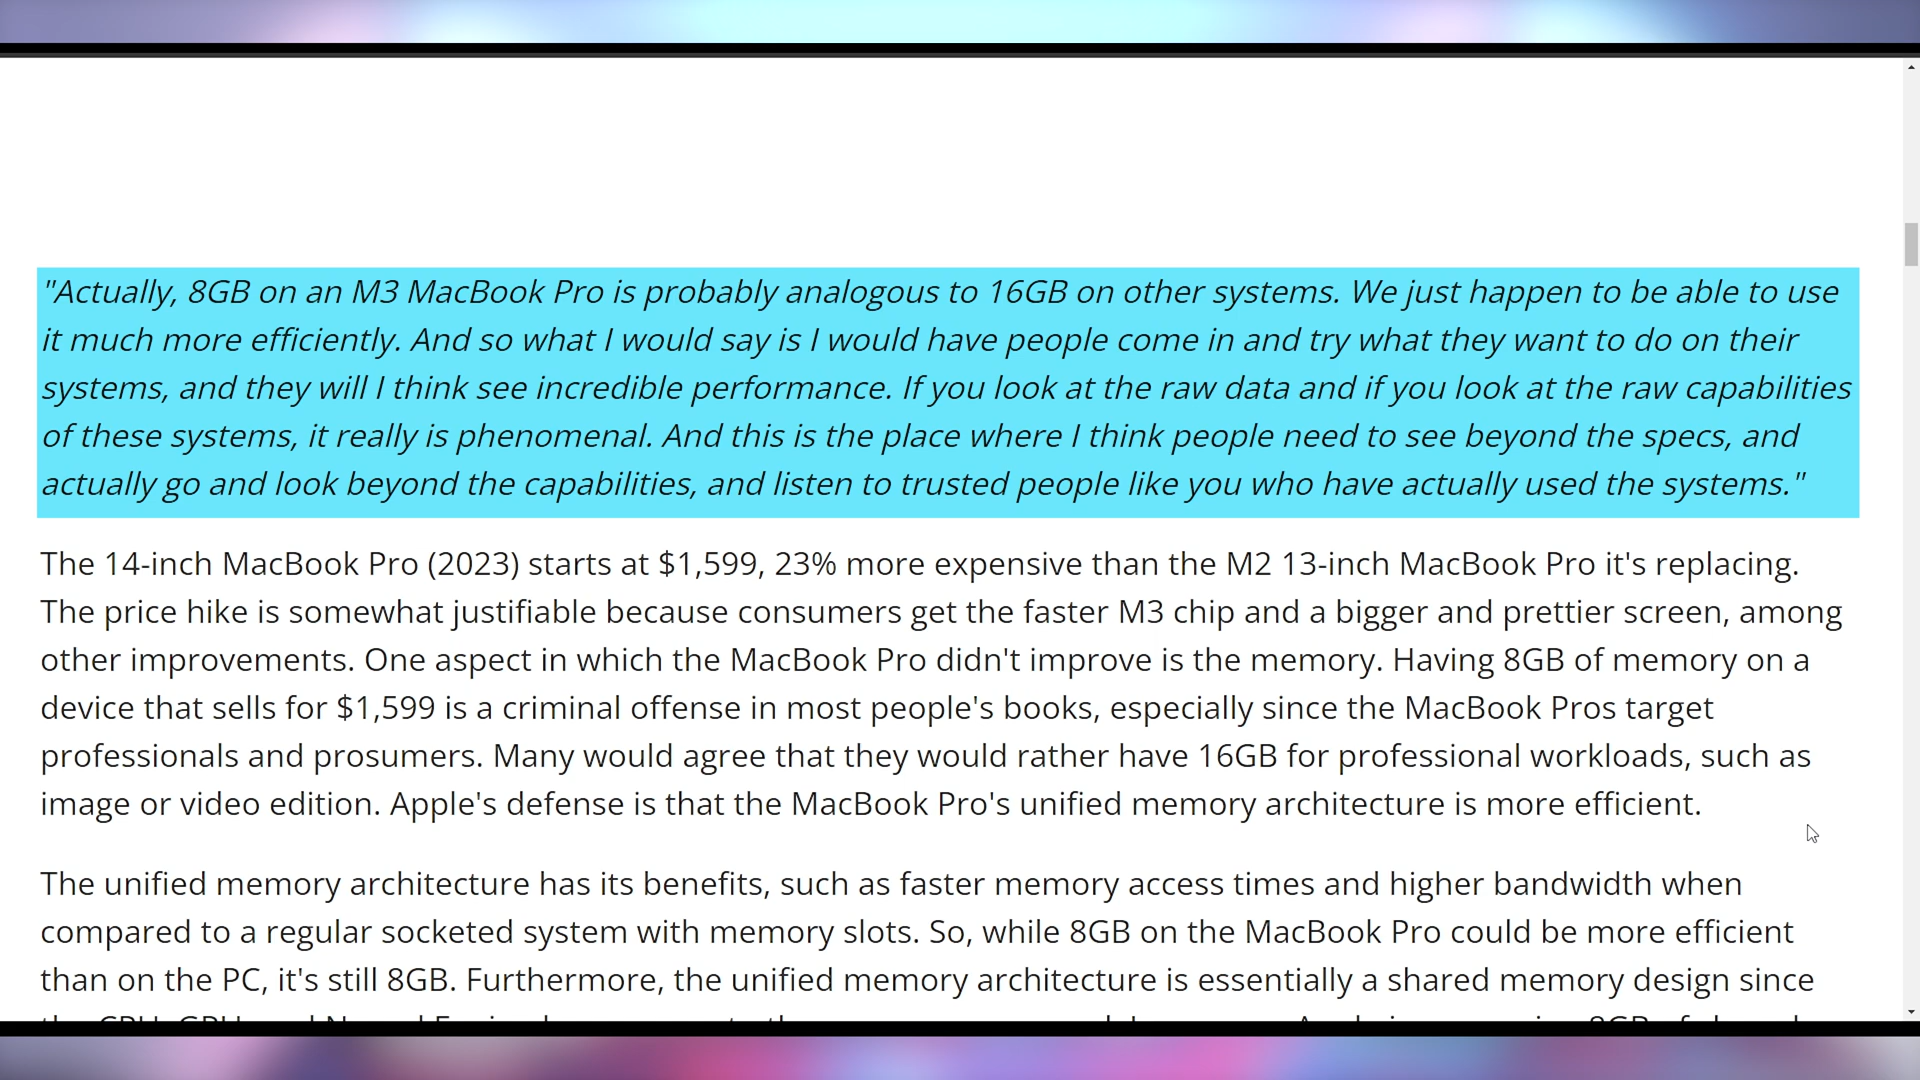 "Actually, 8GB on an M3 MacBook Pro is probably analogous to 16GB on other systems. We just happen to be able to use
it much more efficiently. And so what I would say is I would have people come in and try what they want to do on their
systems, and they will I think see incredible performance. If you look at the raw data and if you look at the raw capabilities
of these systems, it really is phenomenal. And this is the place where I think people need to see beyond the specs, and
actually go and look beyond the capabilities, and listen to trusted people like you who have actually used the systems."
The 14-inch MacBook Pro (2023) starts at $1,599, 23% more expensive than the M2 13-inch MacBook Pro it's replacing.
The price hike is somewhat justifiable because consumers get the faster M3 chip and a bigger and prettier screen, among
other improvements. One aspect in which the MacBook Pro didn't improve is the memory. Having 8GB of memory on a
device that sells for $1,599 is a criminal offense in most people's books, especially since the MacBook Pros target
professionals and prosumers. Many would agree that they would rather have 16GB for professional workloads, such as
image or video edition. Apple's defense is that the MacBook Pro's unified memory architecture is more efficient.
The unified memory architecture has its benefits, such as faster memory access times and higher bandwidth when
compared to a regular socketed system with memory slots. So, while 8GB on the MacBook Pro could be more efficient
than on the PC, it's still 8GB. Furthermore, the unified memory architecture is essentially a shared memory design since